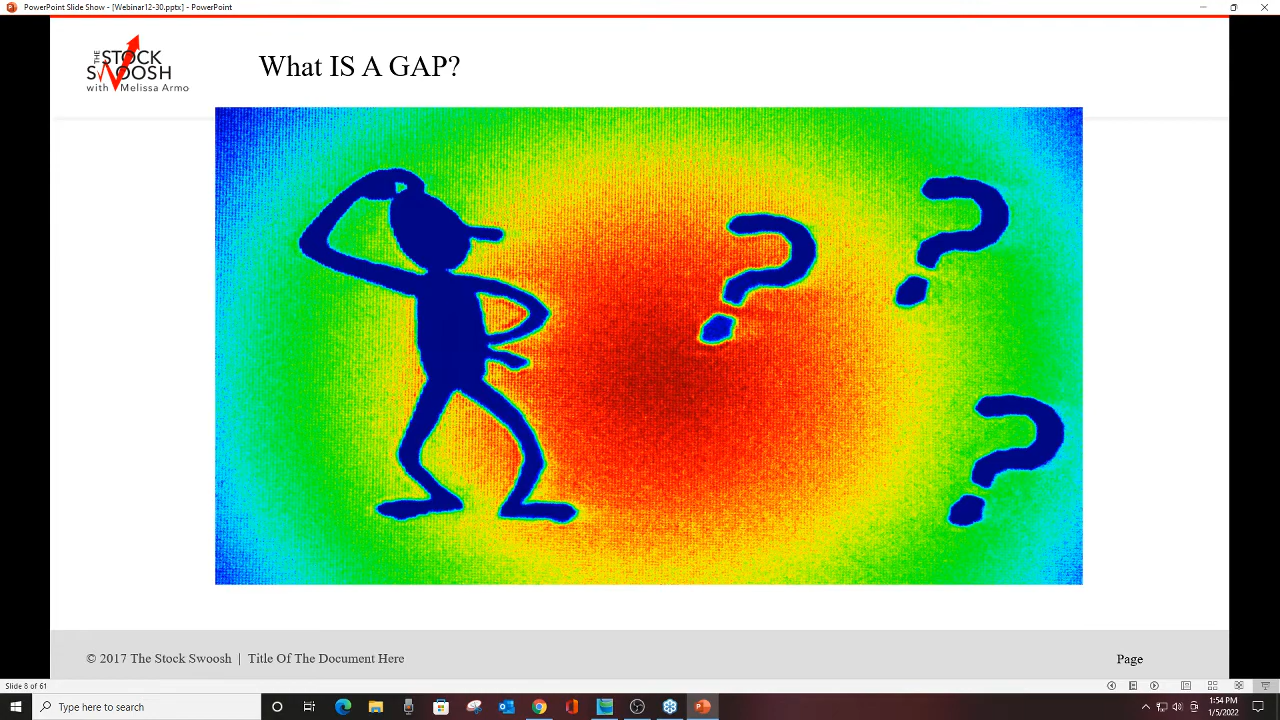 PowerPoint Slide Show - [Webinar12-30.pptx] - PowerPoint
THE STOCK
SWOOSH
with Melissa Armo
What IS A GAP?
? ? ?
© 2017 The Stock Swoosh | Title Of The Document Here
Page
Slide 8 of 61
Type here to search
1:54 PM
1/5/2022